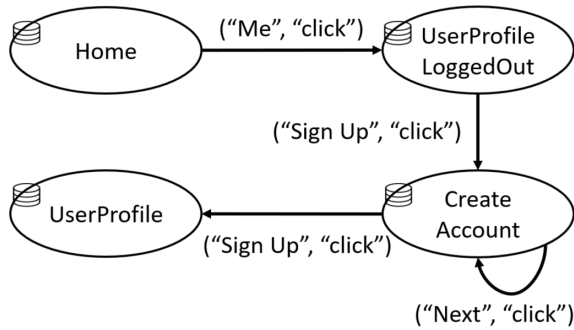 Home
(“Me”, “click”)
UserProfile
LoggedOut
(“Sign Up”, “click”)
UserProfile
(“Sign Up”, “click”)
Create
Account
(“Next”, “click”)